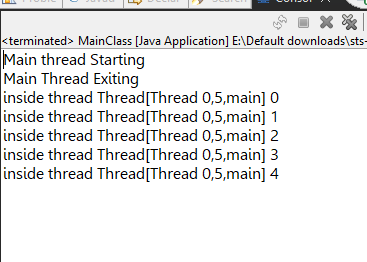 <terminated> MainClass [Java Application] E:\Default downloads\sts-
Main thread Starting
Main Thread Exiting
inside thread Thread[Thread 0,5,main] 0
inside thread Thread[Thread 0,5,main] 1
inside thread Thread[Thread 0,5,main] 2
inside thread Thread[Thread 0,5,main] 3
inside thread Thread[Thread 0,5,main] 4